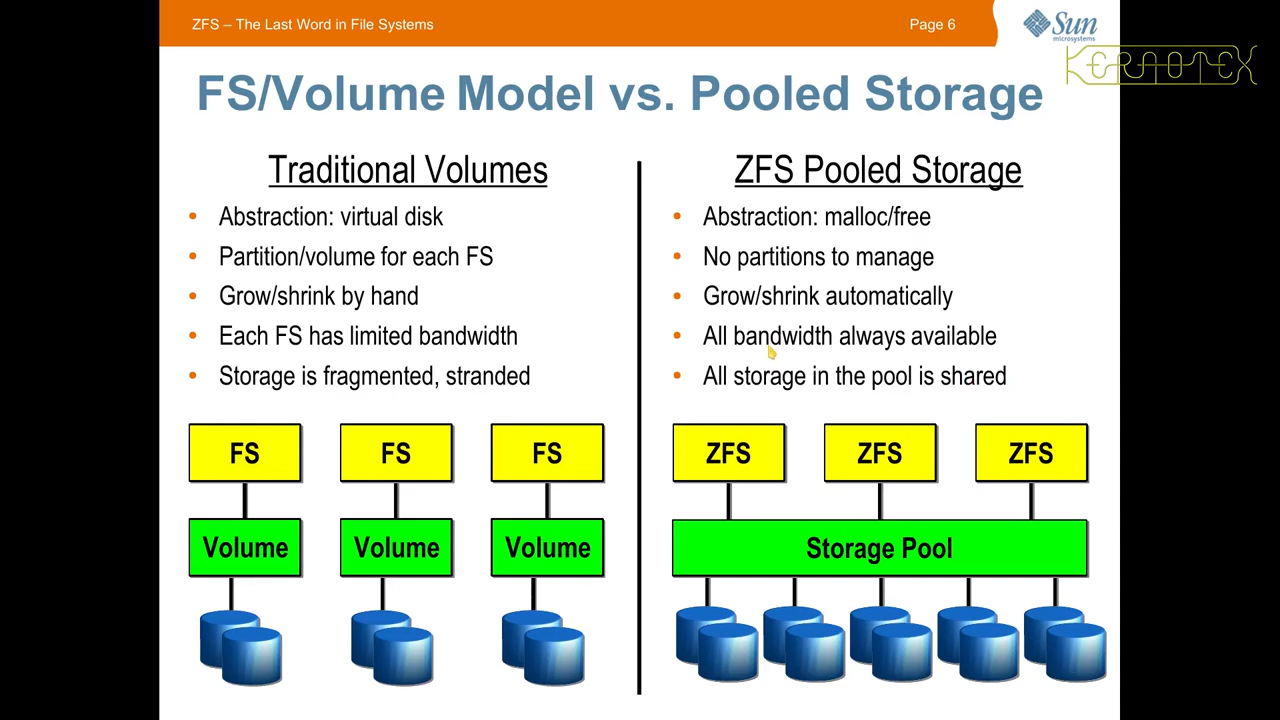 ZFS – The Last Word in File Systems
Page 6
Sun
microsystems
KERNOTEX
FS/Volume Model vs. Pooled Storage
Traditional Volumes
• Abstraction: virtual disk
• Partition/volume for each FS
• Grow/shrink by hand
• Each FS has limited bandwidth
• Storage is fragmented, stranded
FS FS FS
Volume Volume Volume
ZFS Pooled Storage
• Abstraction: malloc/free
• No partitions to manage
• Grow/shrink automatically
• All bandwidth always available
• All storage in the pool is shared
ZFS ZFS ZFS
Storage Pool